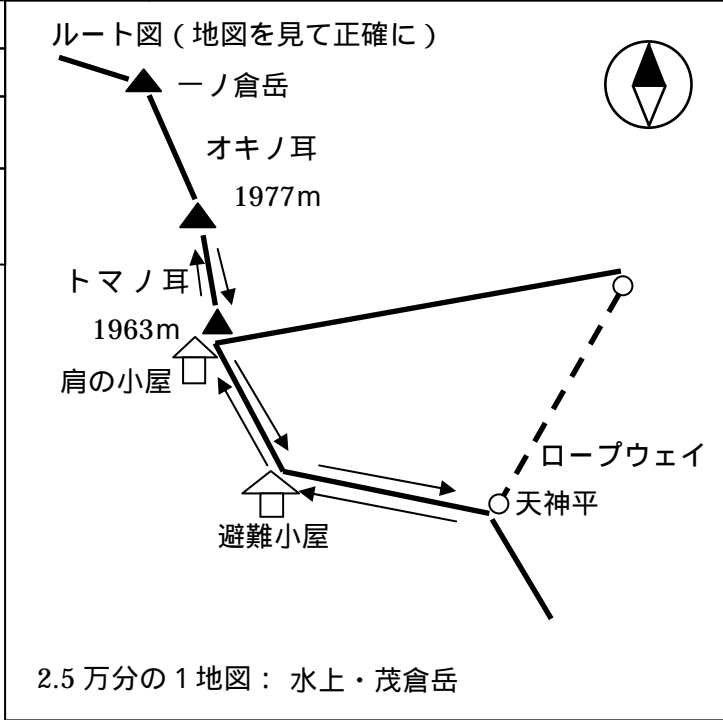 ルート図（地図を見て正確に）
一ノ倉岳
オキノ耳
1977m
トマノ耳
1963m
肩の小屋
ロープウェイ
天神平
避難小屋
2.5万分の1地図： 水上・茂倉岳